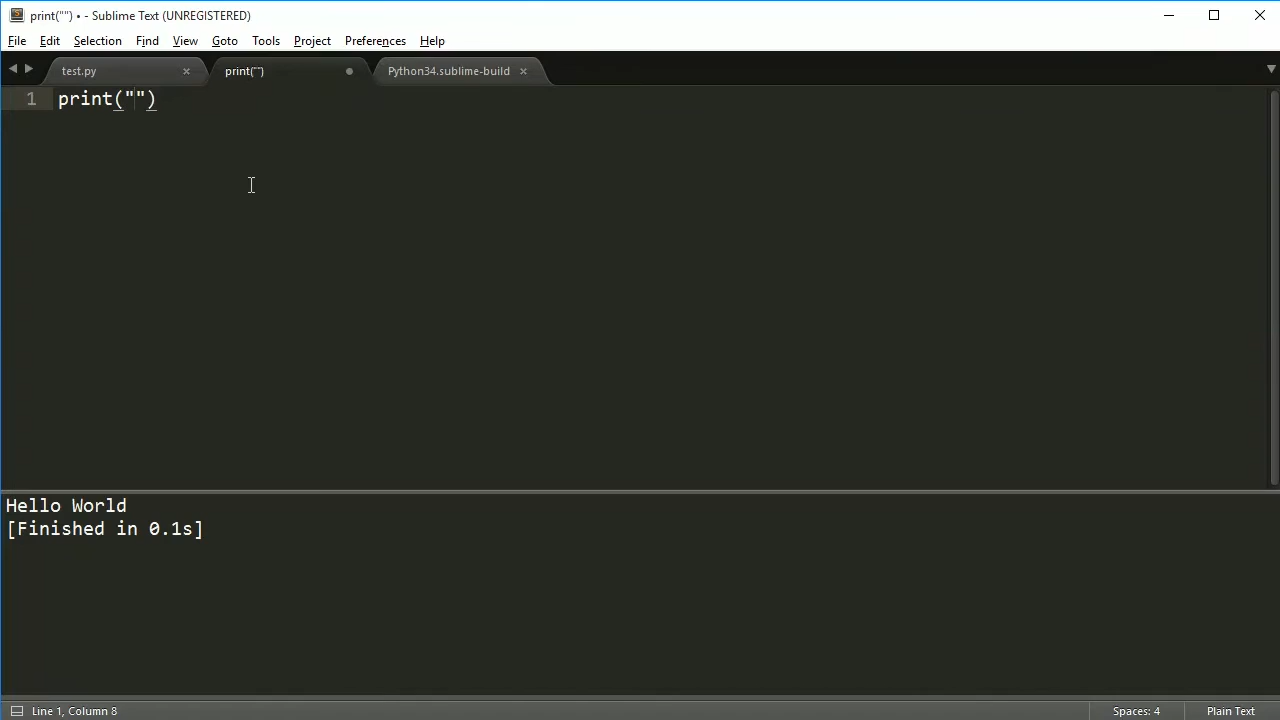 print("") • - Sublime Text (UNREGISTERED)
File Edit Selection Find View Goto Tools Project Preferences Help
test.py print("") Python34.sublime-build
1 print("")
Hello World
[Finished in 0.1s]
Line 1, Column 8 Spaces: 4 Plain Text